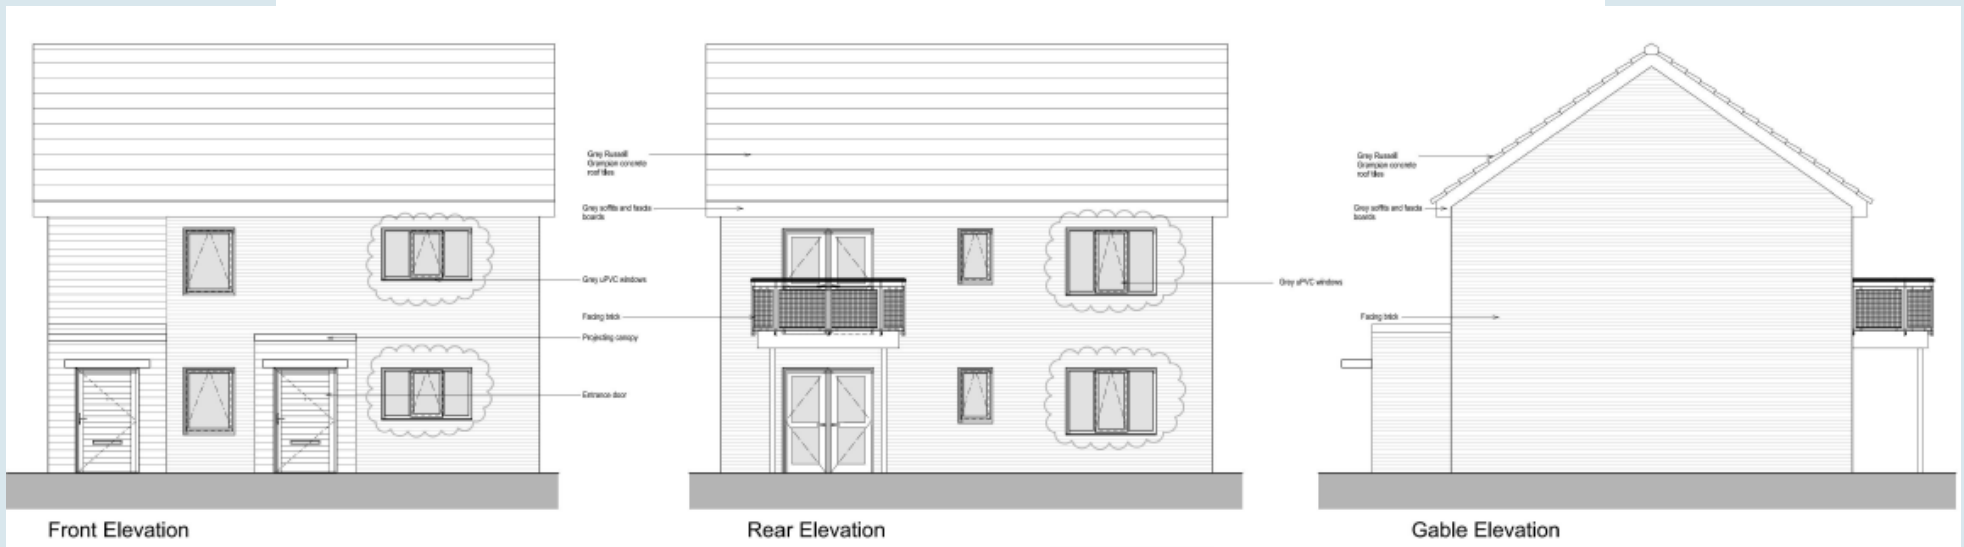 Grey Russell
Grampian concrete
roof tiles
Grey soffits and fascia
boards
Grey uPVC windows
Facing brick
Projecting canopy
Entrance door
Grey uPVC windows
Grey Russell
Grampian concrete
roof tiles
Grey soffits and fascia
boards
Facing brick
Front Elevation
Rear Elevation
Gable Elevation